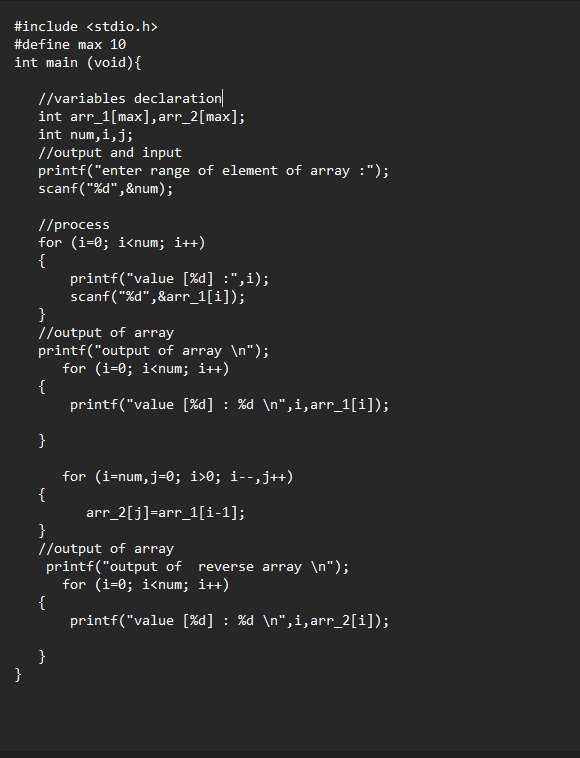 #include <stdio.h>
#define max 10
int main (void){
//variables declaration
int arr_1[max],arr_2[max];
int num,i,j;
//output and input
printf("enter range of element of array :");
scanf("%d",&num);
//process
for (i=0; i<num; i++)
{
printf("value [%d] :",i);
scanf("%d",&arr_1[i]);
}
//output of array
printf("output of array \n");
for (i=0; i<num; i++)
{
printf("value [%d] : %d \n",i,arr_1[i]);
}
for (i=num,j=0; i>0; i--,j++)
{
arr_2[j]=arr_1[i-1];
}
//output of array
printf("output of  reverse array \n");
for (i=0; i<num; i++)
{
printf("value [%d] : %d \n",i,arr_2[i]);
}
}